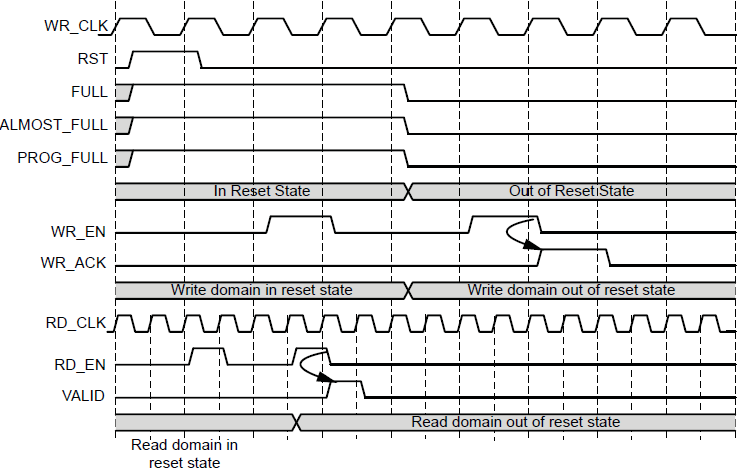 WR_CLK
RST
FULL
ALMOST_FULL
PROG_FULL
In Reset State
Out of Reset State
WR_EN
WR_ACK
Write domain in reset state
Write domain out of reset state
RD_CLK
RD_EN
VALID
Read domain out of reset state
Read domain in
reset state